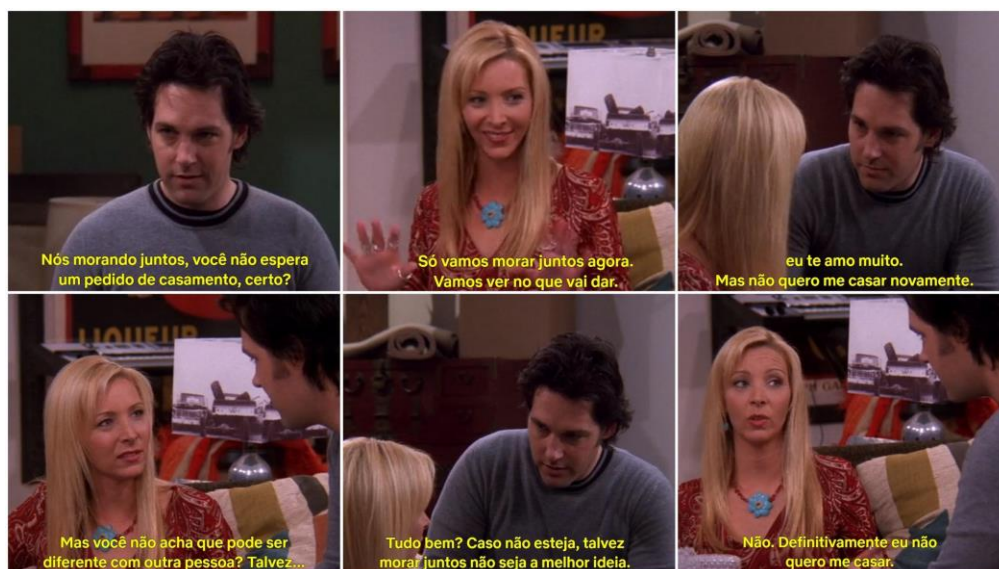 LIQUEUR
Nós morando juntos, você não espera
um pedido de casamento, certo?
Só vamos morar juntos agora.
Vamos ver no que vai dar.
eu te amo muito.
Mas não quero me casar novamente.
LIQUEUR
Mas você não acha que pode ser
diferente com outra pessoa? Talvez...
Tudo bem? Caso não esteja, talvez
morar juntos não seja a melhor ideia.
Não. Definitivamente eu não
quero me casar.